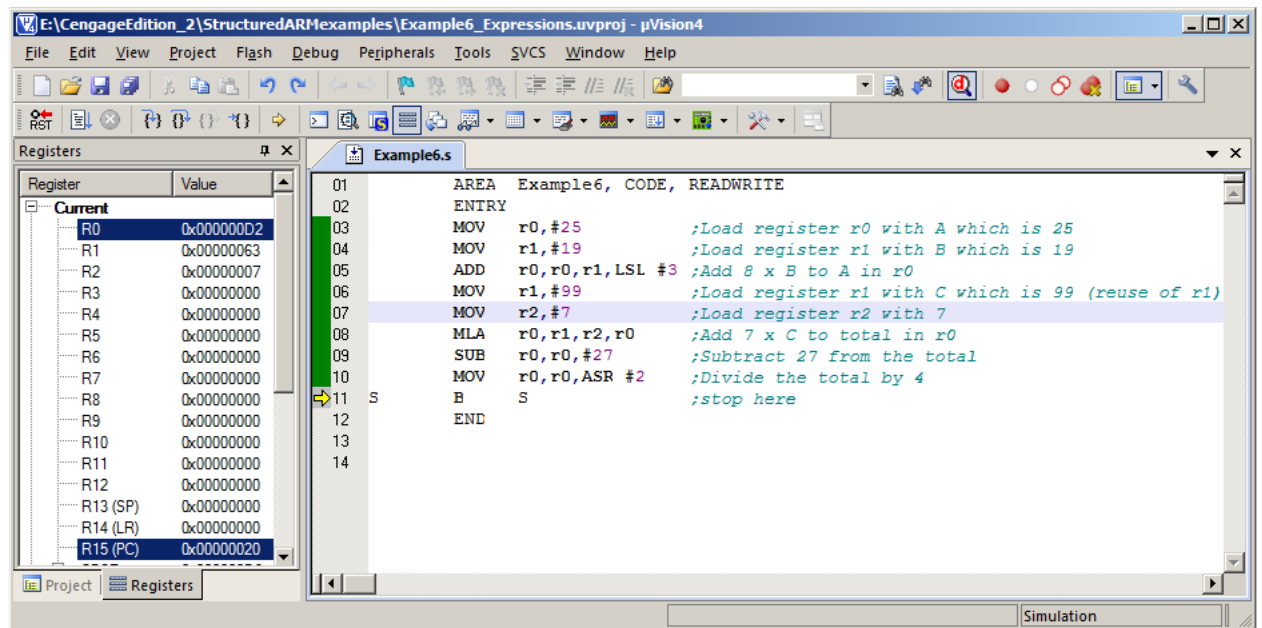 E:\CengageEdition_2\StructuredARMexamples\Example6_Expressions.uvproj - µVision4
File Edit View Project Flash Debug Peripherals Tools SVCS Window Help
RST
Registers
Example6.s
Register Value
Current
R0 0x000000D2
R1 0x00000063
R2 0x00000007
R3 0x00000000
R4 0x00000000
R5 0x00000000
R6 0x00000000
R7 0x00000000
R8 0x00000000
R9 0x00000000
R10 0x00000000
R11 0x00000000
R12 0x00000000
R13 (SP) 0x00000000
R14 (LR) 0x00000000
R15 (PC) 0x00000020
01 AREA Example6, CODE, READWRITE
02 ENTRY
03 MOV r0,#25 ;Load register r0 with A which is 25
04 MOV r1,#19 ;Load register r1 with B which is 19
05 ADD r0,r0,r1,LSL #3 ;Add 8 x B to A in r0
06 MOV r1,#99 ;Load register r1 with C which is 99 (reuse of r1)
07 MOV r2,#7 ;Load register r2 with 7
08 MLA r0,r1,r2,r0 ;Add 7 x C to total in r0
09 SUB r0,r0,#27 ;Subtract 27 from the total
10 MOV r0,r0,ASR #2 ;Divide the total by 4
11 S B S ;stop here
12 END
13
14
Project Registers
Simulation